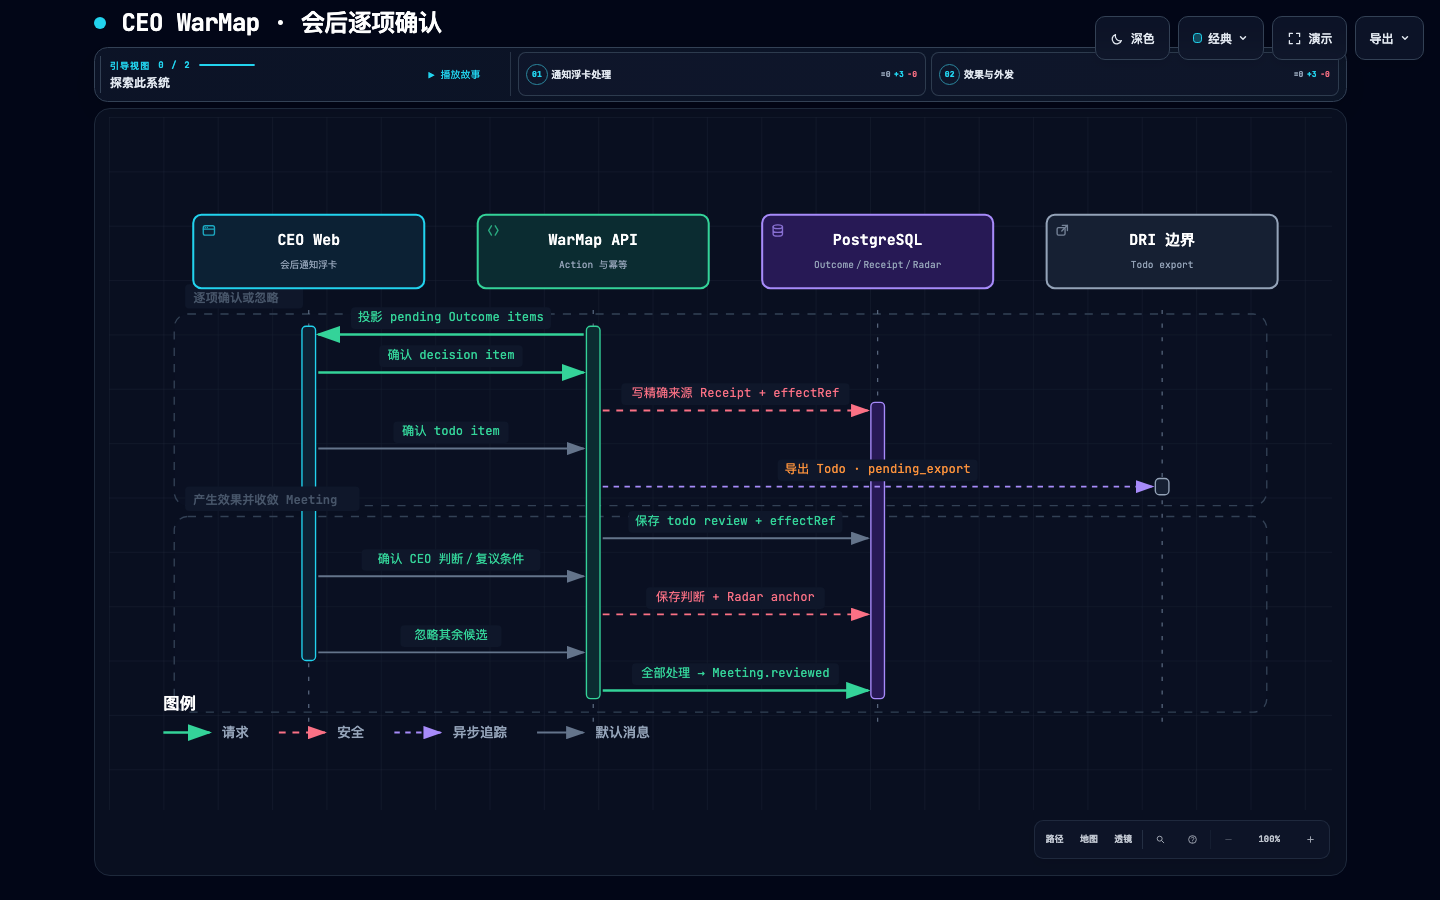 CEO WarMap · 会后逐项确认
深色
经典
演示
导出
引导视图 0 / 2
探索此系统
▶ 播放故事
01 通知浮卡处理 =0 +3 -0
02 效果与外发 =0 +3 -0
CEO Web
会后通知浮卡
WarMap API
Action 与幂等
PostgreSQL
Outcome/Receipt/Radar
DRI 边界
Todo export
逐项确认或忽略
投影 pending Outcome items
确认 decision item
写精确来源 Receipt + effectRef
确认 todo item
导出 Todo · pending_export
产生效果并收敛 Meeting
保存 todo review + effectRef
确认 CEO 判断/复议条件
保存判断 + Radar anchor
忽略其余候选
全部处理 → Meeting.reviewed
图例
请求
安全
异步追踪
默认消息
路径
地图
透镜
− 100% +